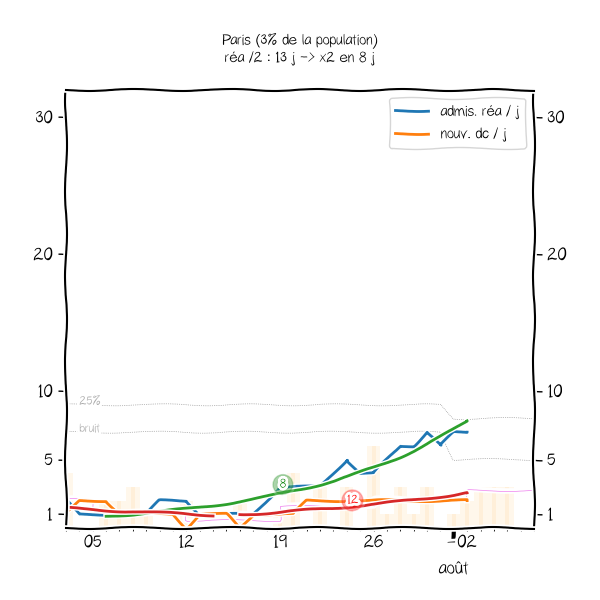 Paris (3% de la population)
réa /2 : 13 j -> x2 en 8 j
admis. réa / j
nouv. dc / j
30 30
20 20
10 10
25%
bruit
5 5
8
12
1 1
05 12 19 26 02
août